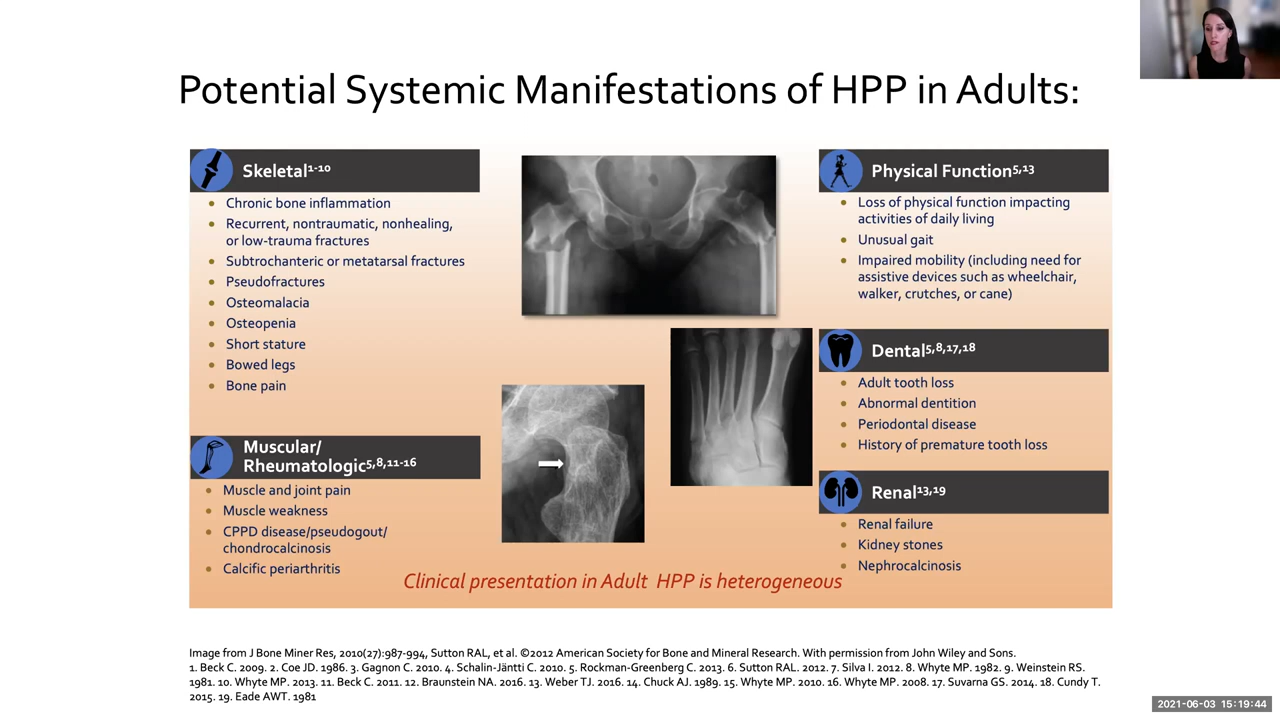 Potential Systemic Manifestations of HPP in Adults:
Skeletal1-10
• Chronic bone inflammation
• Recurrent, nontraumatic, nonhealing,
or low-trauma fractures
• Subtrochanteric or metatarsal fractures
• Pseudofractures
• Osteomalacia
• Osteopenia
• Short stature
• Bowed legs
• Bone pain
Muscular/
Rheumatologic5,8,11-16
• Muscle and joint pain
• Muscle weakness
• CPPD disease/pseudogout/
chondrocalcinosis
• Calcific periarthritis
Physical Function5,13
• Loss of physical function impacting
activities of daily living
• Unusual gait
• Impaired mobility (including need for
assistive devices such as wheelchair,
walker, crutches, or cane)
Dental5,8,17,18
• Adult tooth loss
• Abnormal dentition
• Periodontal disease
• History of premature tooth loss
Renal13,19
• Renal failure
• Kidney stones
• Nephrocalcinosis
Clinical presentation in Adult HPP is heterogeneous
Image from J Bone Miner Res, 2010(27):987-994, Sutton RAL, et al. ©2012 American Society for Bone and Mineral Research. With permission from John Wiley and Sons.
1. Beck C. 2009. 2. Coe JD. 1986. 3. Gagnon C. 2010. 4. Schalin-Jäntti C. 2010. 5. Rockman-Greenberg C. 2013. 6. Sutton RAL. 2012. 7. Silva I. 2012. 8. Whyte MP. 1982. 9. Weinstein RS.
1981. 10. Whyte MP. 2013. 11. Beck C. 2011. 12. Braunstein NA. 2016. 13. Weber TJ. 2016. 14. Chuck AJ. 1989. 15. Whyte MP. 2010. 16. Whyte MP. 2008. 17. Suvarna GS. 2014. 18. Cundy T.
2015. 19. Eade AWT. 1981
2021-06-03 15:19:44